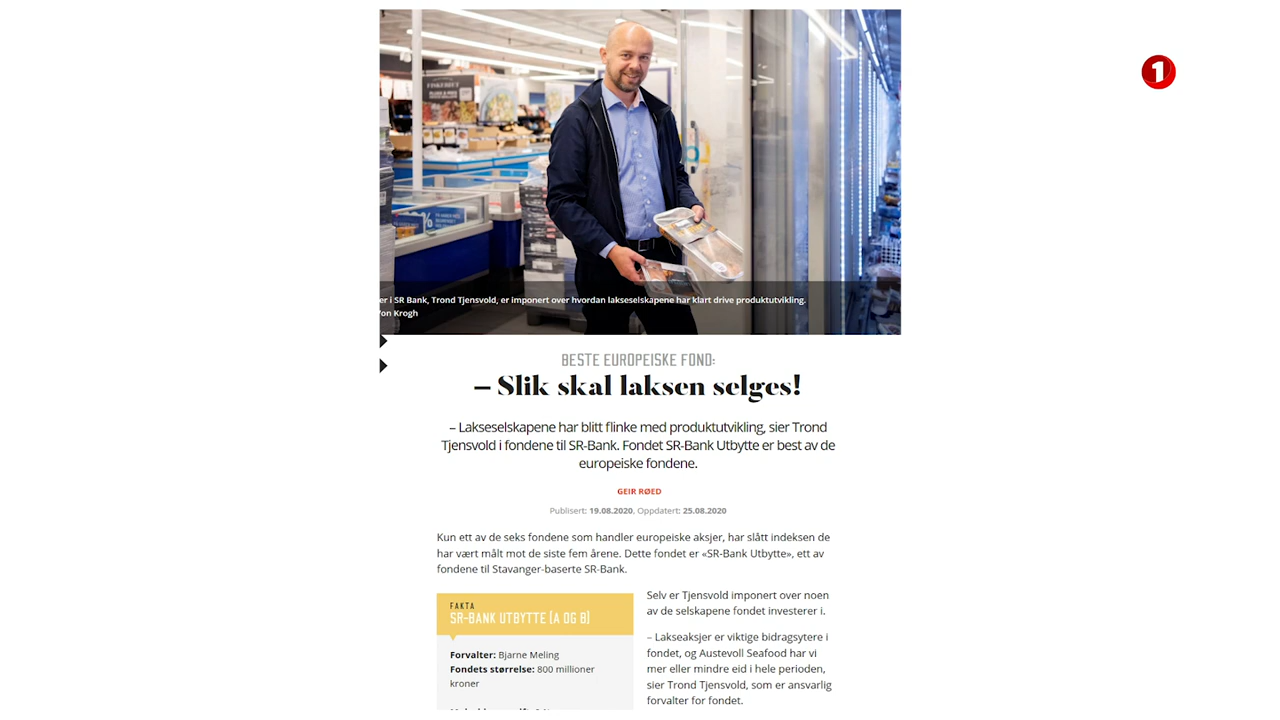 1
er i SR Bank, Trond Tjensvold, er imponert over hvordan lakseselskapene har klart drive produktutvikling.
Von Krogh
BESTE EUROPEISKE FOND:
– Slik skal laksen selges!
– Lakseselskapene har blitt flinke med produktutvikling, sier Trond
Tjensvold i fondene til SR-Bank. Fondet SR-Bank Utbytte er best av de
europeiske fondene.
GEIR RØED
Publisert: 19.08.2020, Oppdatert: 25.08.2020
Kun ett av de seks fondene som handler europeiske aksjer, har slått indeksen de
har vært målt mot de siste fem årene. Dette fondet er «SR-Bank Utbytte», ett av
fondene til Stavanger-baserte SR-Bank.
FAKTA
SR-BANK UTBYTTE (A OG B)
Forvalter: Bjarne Meling
Fondets størrelse: 800 millioner
kroner
Selv er Tjensvold imponert over noen
av de selskapene fondet investerer i.
– Lakseaksjer er viktige bidragsytere i
fondet, og Austevoll Seafood har vi
mer eller mindre eid i hele perioden,
sier Trond Tjensvold, som er ansvarlig
forvalter for fondet.